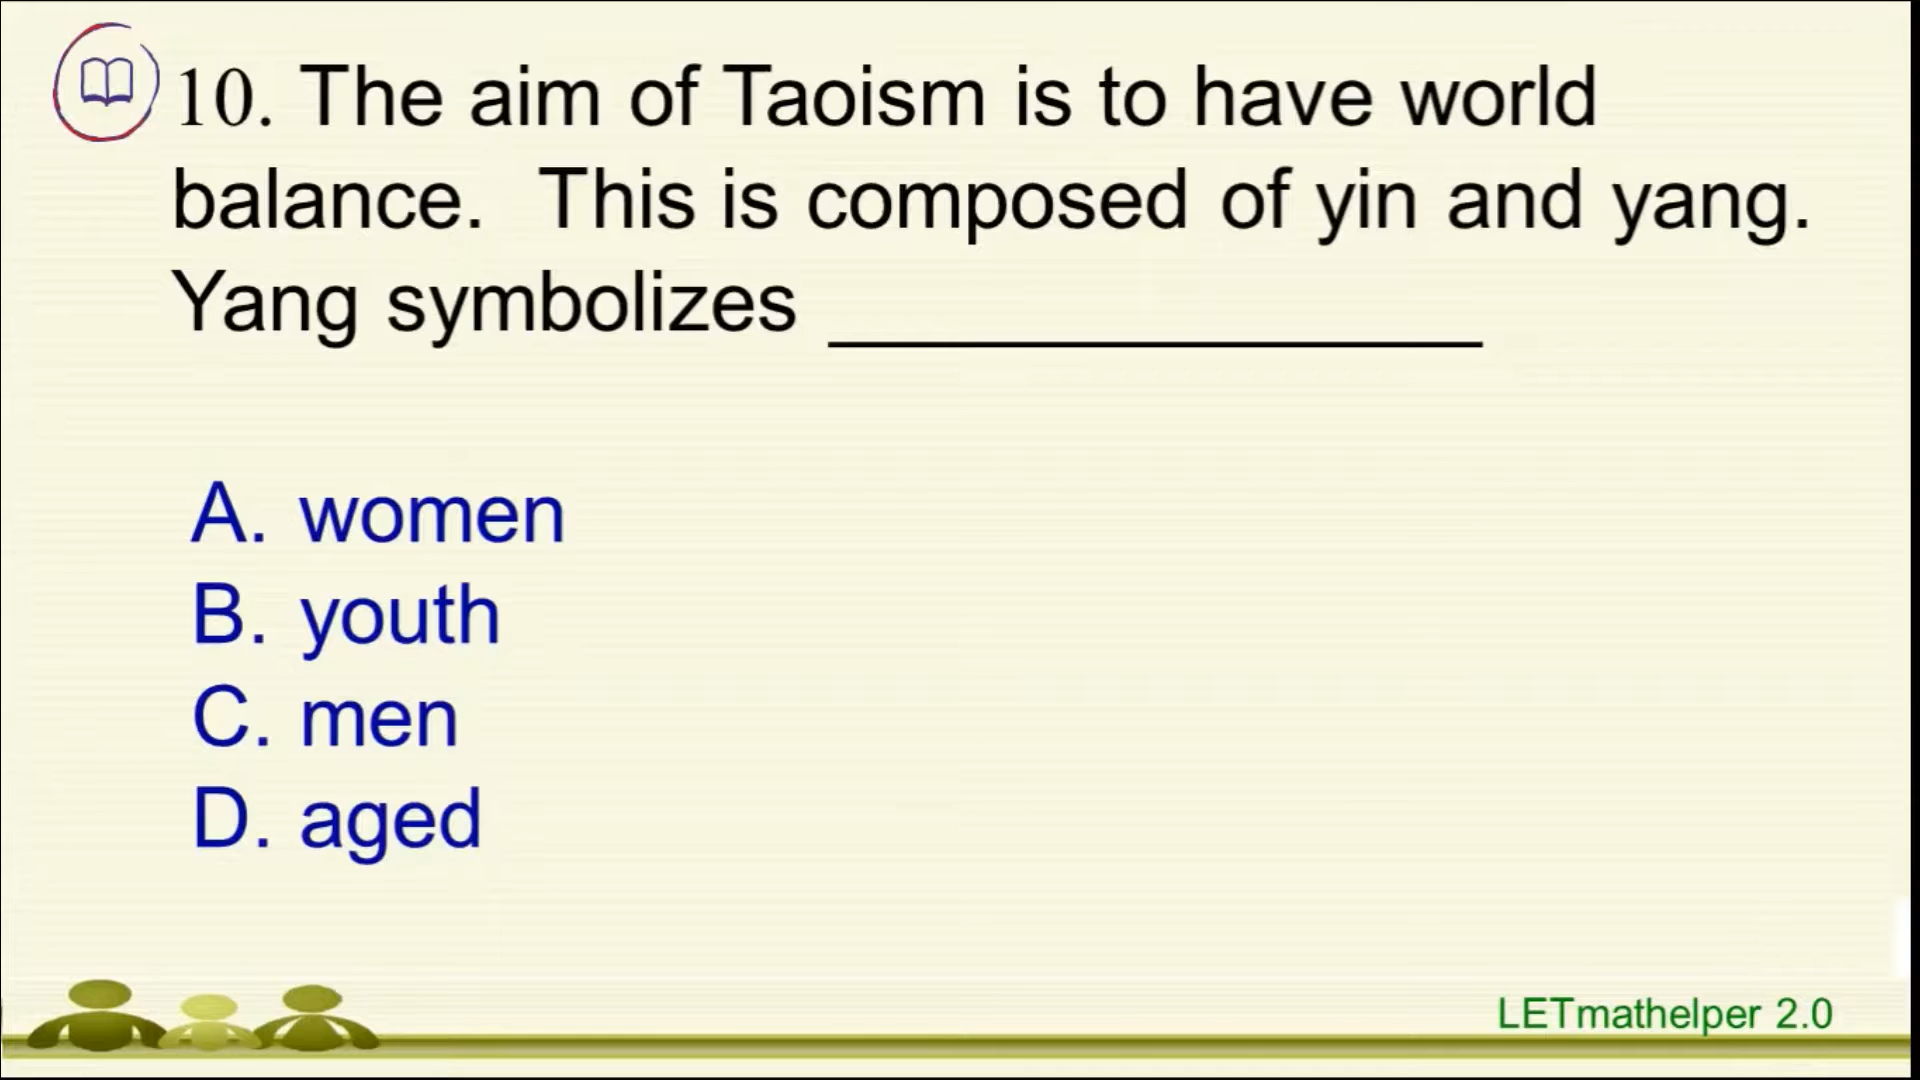 10. The aim of Taoism is to have world
balance. This is composed of yin and yang.
Yang symbolizes _______________
A. women
B. youth
C. men
D. aged
LETmathelper 2.0